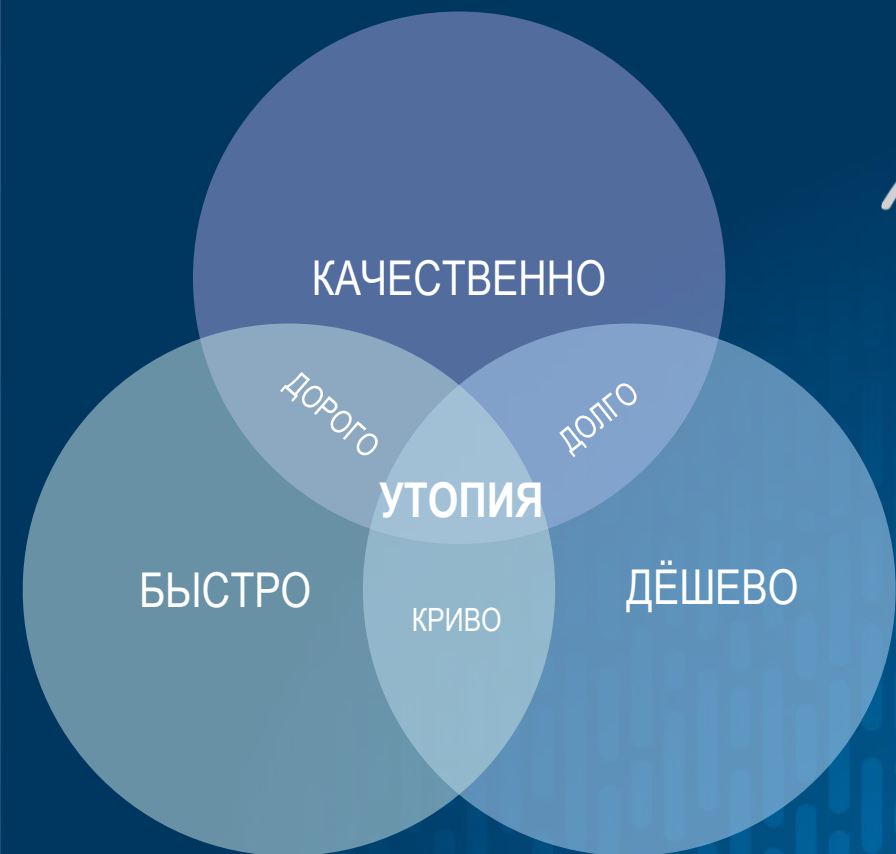 КАЧЕСТВЕННО
ДОРОГО
ДОЛГО
УТОПИЯ
БЫСТРО
ДЁШЕВО
КРИВО